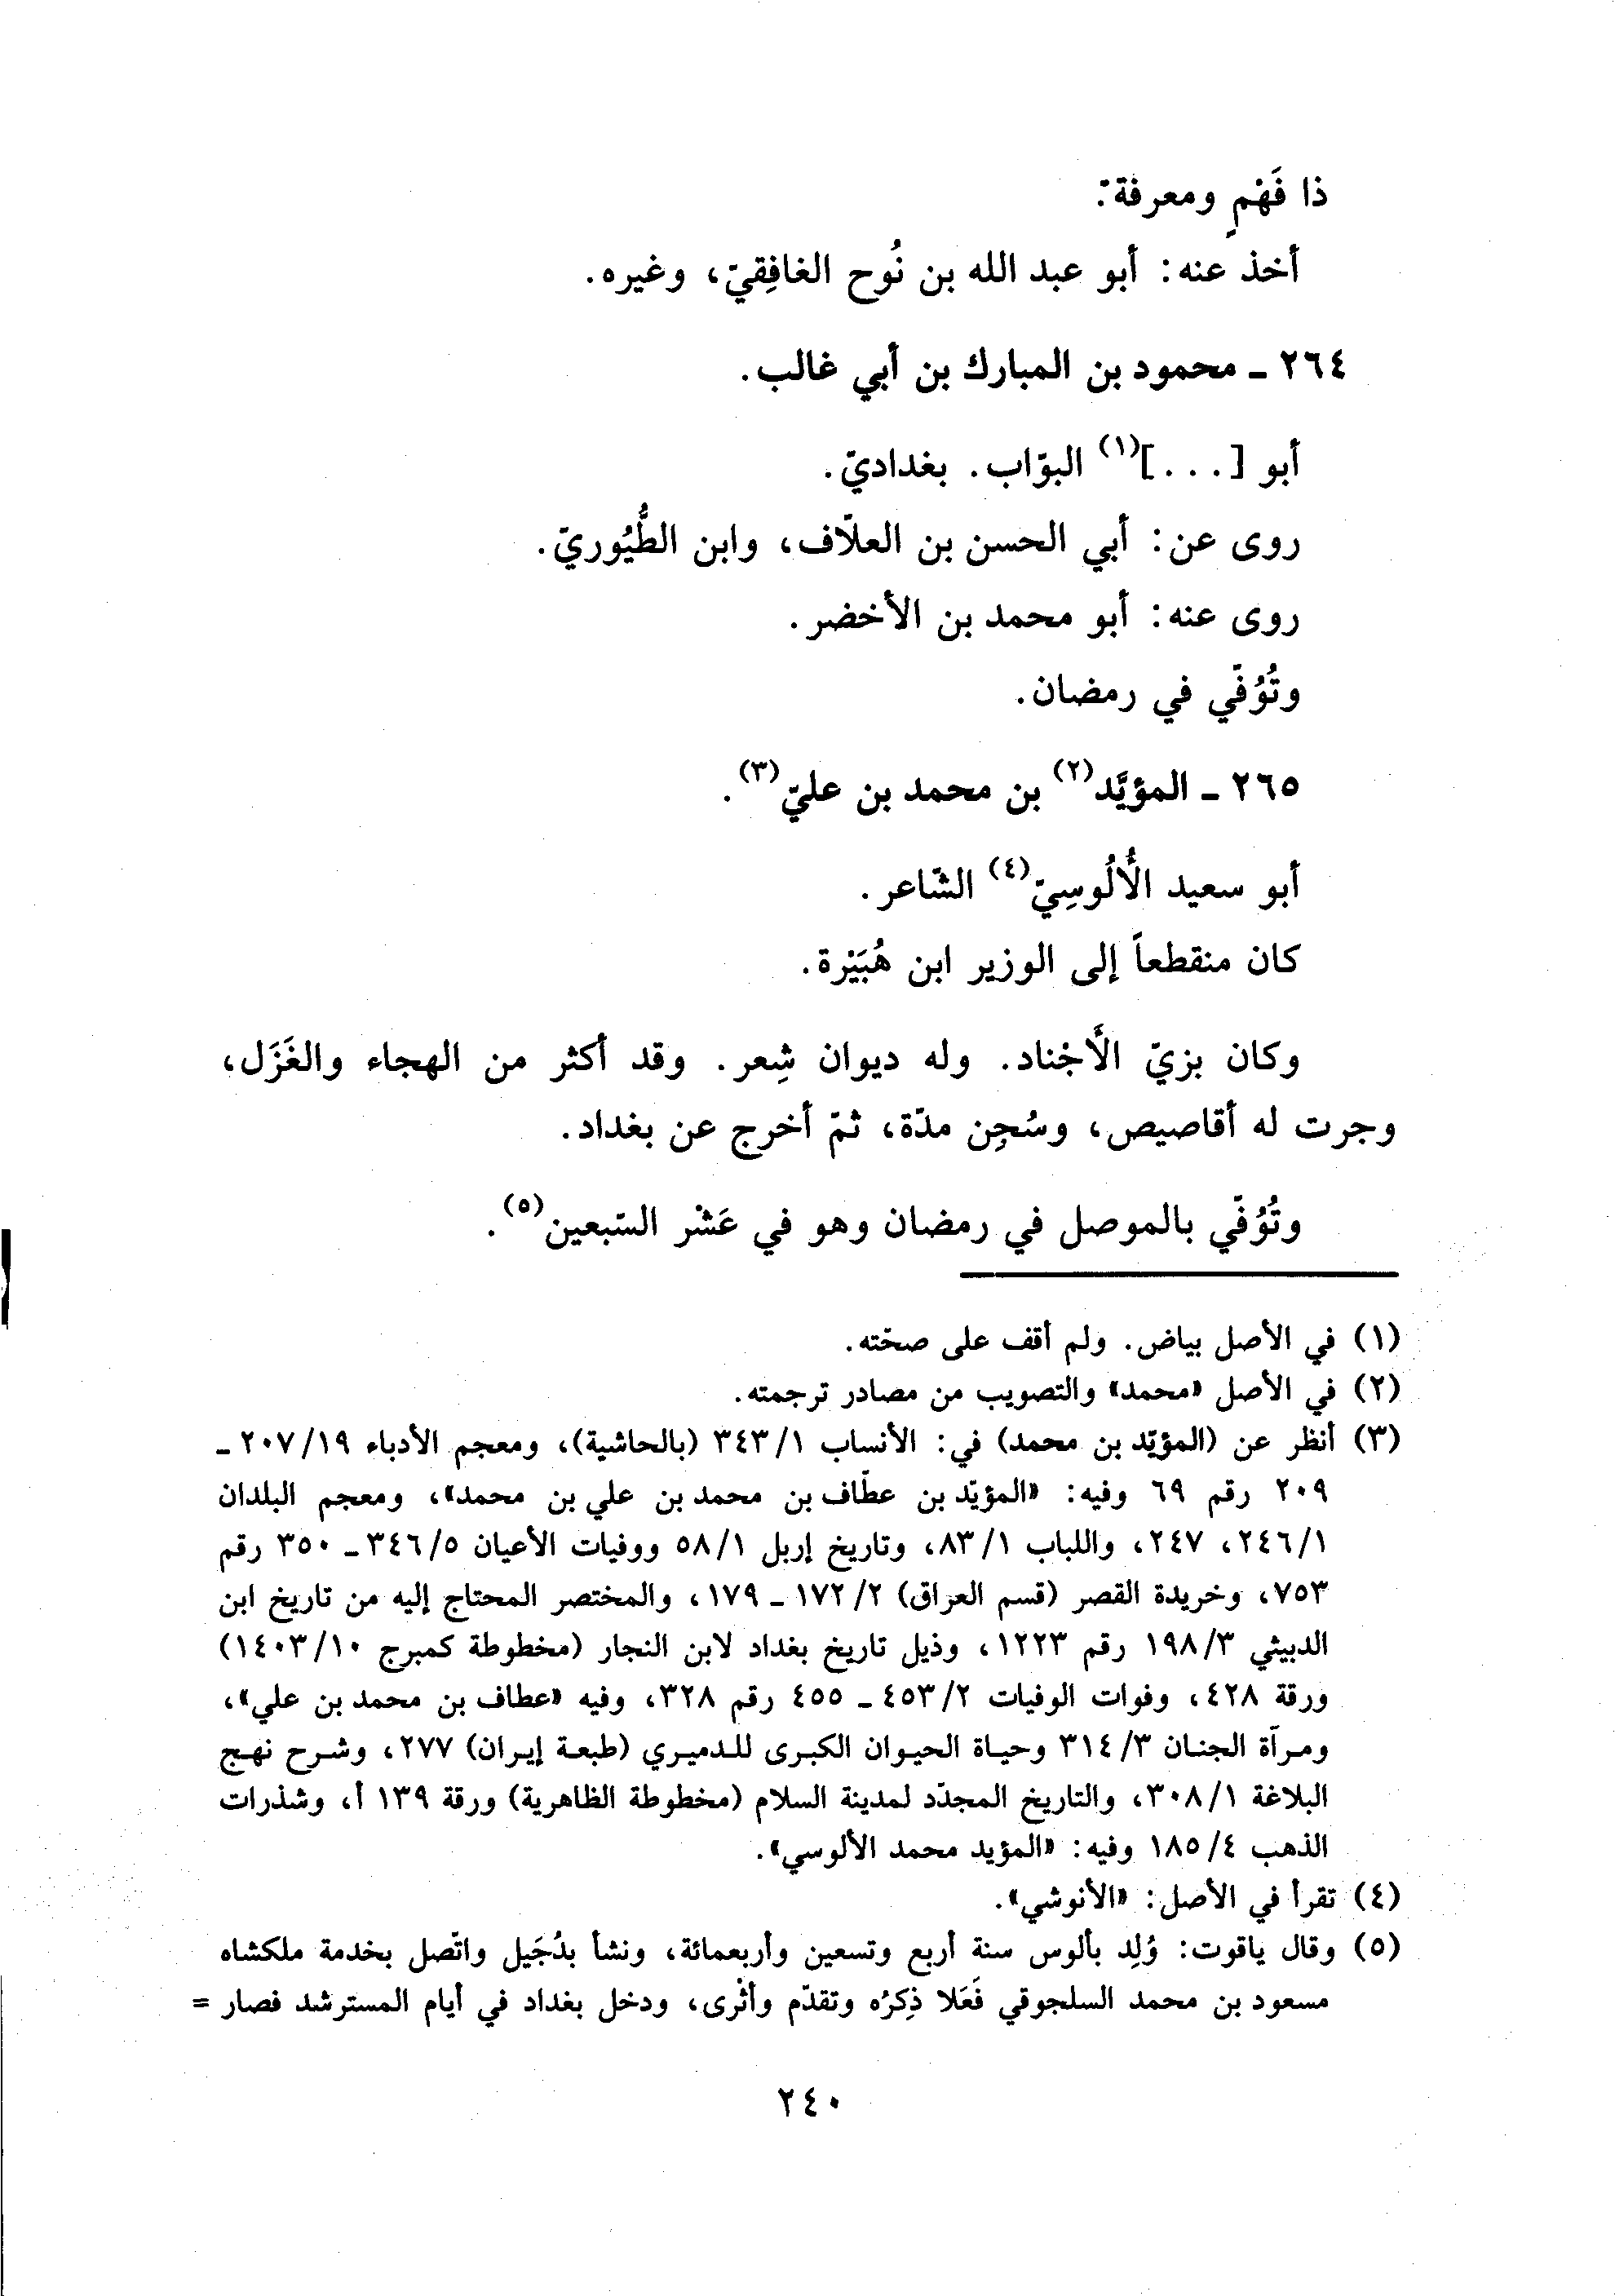 ذا فَهْمٍ ومعرفة.
أخذ عنه: أبو عبد الله بن نُوح الغافِقيّ، وغيره.
٢٦٤ ـ محمود بن المبارك بن أبي غالب.
أبو [...](١) البوّاب. بغداديّ.
روى عن: أبي الحسن بن العلّاف، وابن الطُّيُوريّ.
روى عنه: أبو محمد بن الأخضر.
وتُوُفّي في رمضان.
٢٦٥ ـ المؤيَّد(٢) بن محمد بن عليّ(٣).
أبو سعيد الأُلُوسِيّ(٤) الشّاعر.
كان منقطعاً إلى الوزير ابن هُبَيْرة.
وكان بزيّ الأَجْناد. وله ديوان شِعر. وقد أكثر من الهجاء والغَزَل،
وجرت له أقاصيص، وسُجِن مدّة، ثمّ أخرج عن بغداد.
وتُوُفّي بالموصل في رمضان وهو في عَشْر السّبعين(٥).
(١) في الأصل بياض. ولم أقف على صحّته.
(٢) في الأصل «محمد» والتصويب من مصادر ترجمته.
(٣) أنظر عن (المؤيّد بن محمد) في: الأنساب ٣٤٣/١ (بالحاشية)، ومعجم الأدباء ٢٠٧/١٩ ـ
٢٠٩ رقم ٦٩ وفيه: «المؤيّد بن عطّاف بن محمد بن علي بن محمد»، ومعجم البلدان
٢٤٦/١، ٢٤٧، واللباب ٨٣/١، وتاريخ إربل ٥٨/١ ووفيات الأعيان ٣٤٦/٥ ـ ٣٥٠ رقم
٧٥٣، وخريدة القصر (قسم العراق) ١٧٢/٢ ـ ١٧٩، والمختصر المحتاج إليه من تاريخ ابن
الدبيثي ١٩٨/٣ رقم ١٢٢٣، وذيل تاريخ بغداد لابن النجار (مخطوطة كمبرج ١٤٠٣/١٠)
ورقة ٤٢٨، وفوات الوفيات ٤٥٣/٢ ـ ٤٥٥ رقم ٣٢٨، وفيه «عطاف بن محمد بن علي»،
ومرآة الجنان ٣١٤/٣ وحياة الحيوان الكبرى للدميري (طبعة إيران) ٢٧٧، وشرح نهج
البلاغة ٣٠٨/١، والتاريخ المجدّد لمدينة السلام (مخطوطة الظاهرية) ورقة ١٣٩ أ، وشذرات
الذهب ١٨٥/٤ وفيه: «المؤيد محمد الألوسي».
(٤) تقرأ في الأصل: «الأنوشي».
(٥) وقال ياقوت: وُلِد بألوس سنة أربع وتسعين وأربعمائة، ونشأ بدُجَيل واتّصل بخدمة ملكشاه
مسعود بن محمد السلجوقي فَعَلا ذِكرُه وتقدّم وأثْرى، ودخل بغداد في أيام المسترشد فصار =
٢٤٠